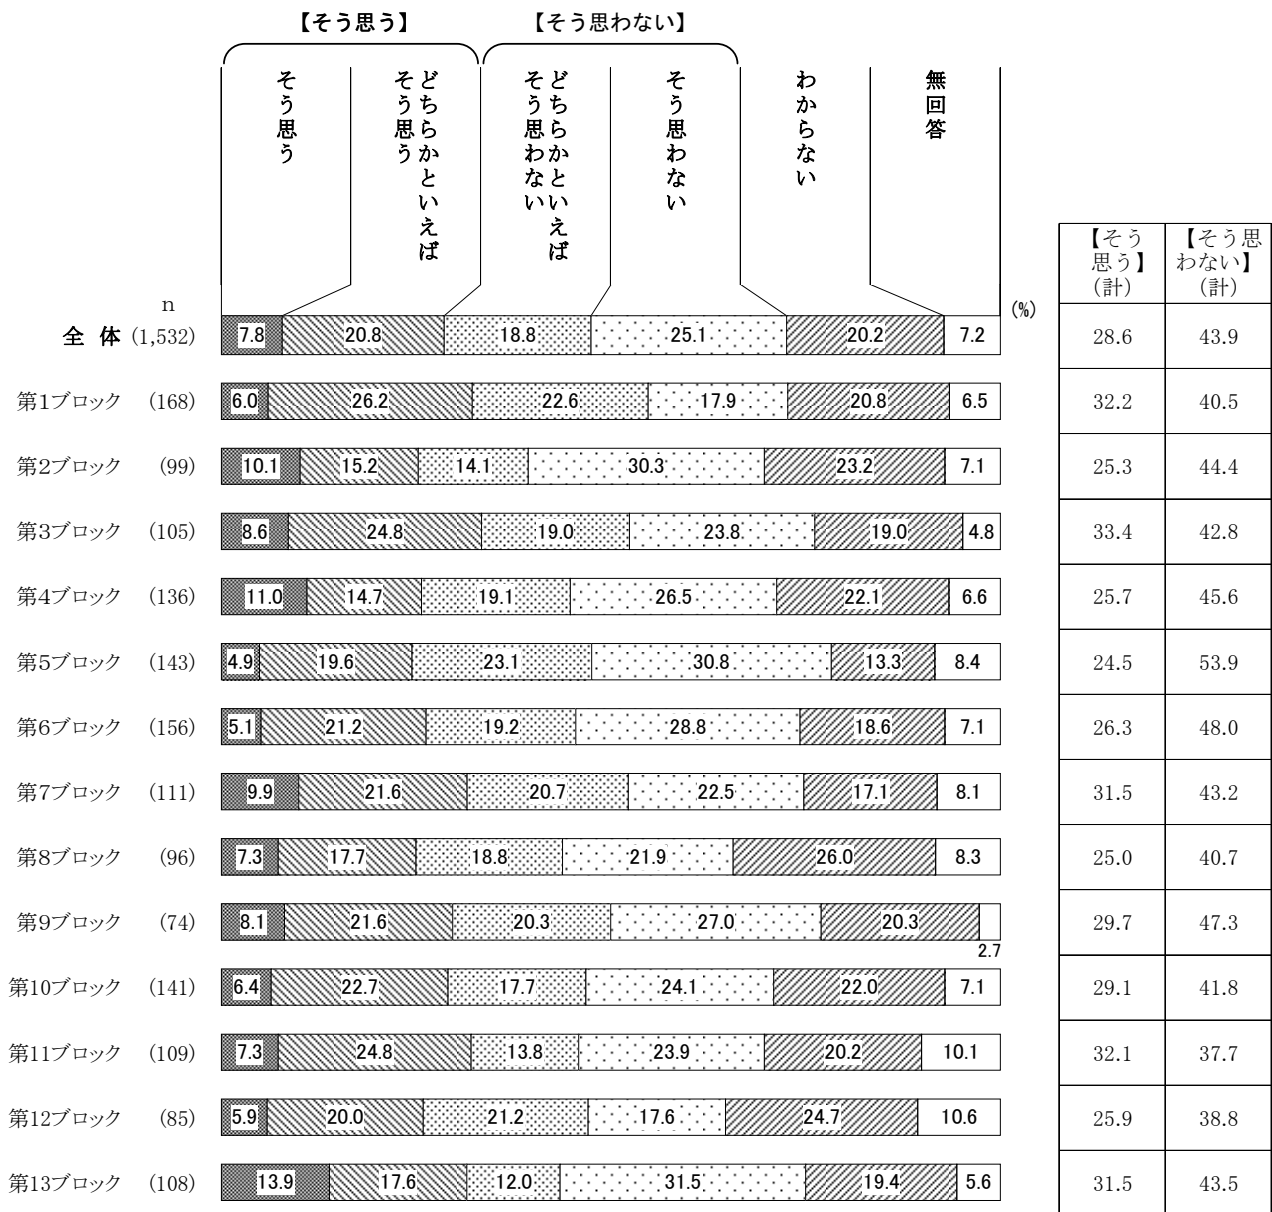 【そう思う】 【そう思わない】
そう思う
どちらかといえば
そう思う
どちらかといえば
そう思わない
そう思わない
わからない
無回答
【そう
思う】
(計)
【そう思
わない】
(計)
n
(%)
全 体 (1,532) 7.8 20.8 18.8 25.1 20.2 7.2 28.6 43.9
第1ブロック (168) 6.0 26.2 22.6 17.9 20.8 6.5 32.2 40.5
第2ブロック (99) 10.1 15.2 14.1 30.3 23.2 7.1 25.3 44.4
第3ブロック (105) 8.6 24.8 19.0 23.8 19.0 4.8 33.4 42.8
第4ブロック (136) 11.0 14.7 19.1 26.5 22.1 6.6 25.7 45.6
第5ブロック (143) 4.9 19.6 23.1 30.8 13.3 8.4 24.5 53.9
第6ブロック (156) 5.1 21.2 19.2 28.8 18.6 7.1 26.3 48.0
第7ブロック (111) 9.9 21.6 20.7 22.5 17.1 8.1 31.5 43.2
第8ブロック (96) 7.3 17.7 18.8 21.9 26.0 8.3 25.0 40.7
第9ブロック (74) 8.1 21.6 20.3 27.0 20.3 2.7 29.7 47.3
第10ブロック (141) 6.4 22.7 17.7 24.1 22.0 7.1 29.1 41.8
第11ブロック (109) 7.3 24.8 13.8 23.9 20.2 10.1 32.1 37.7
第12ブロック (85) 5.9 20.0 21.2 17.6 24.7 10.6 25.9 38.8
第13ブロック (108) 13.9 17.6 12.0 31.5 19.4 5.6 31.5 43.5